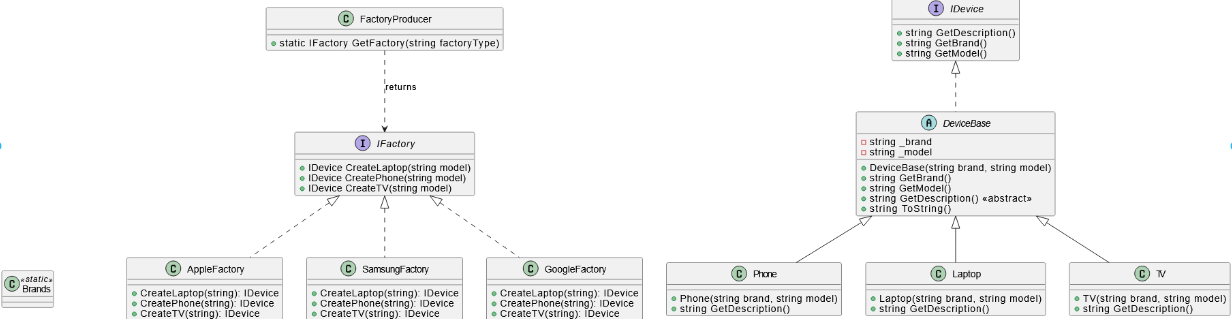 C FactoryProducer
static IFactory GetFactory(string factoryType)
returns
I IFactory
IDevice CreateLaptop(string model)
IDevice CreatePhone(string model)
IDevice CreateTV(string model)
C «static»
Brands
C AppleFactory
CreateLaptop(string): IDevice
CreatePhone(string): IDevice
CreateTV(string): IDevice
C SamsungFactory
CreateLaptop(string): IDevice
CreatePhone(string): IDevice
CreateTV(string): IDevice
C GoogleFactory
CreateLaptop(string): IDevice
CreatePhone(string): IDevice
CreateTV(string): IDevice
I IDevice
string GetDescription()
string GetBrand()
string GetModel()
A DeviceBase
string _brand
string _model
DeviceBase(string brand, string model)
string GetBrand()
string GetModel()
string GetDescription() «abstract»
string ToString()
C Phone
Phone(string brand, string model)
string GetDescription()
C Laptop
Laptop(string brand, string model)
string GetDescription()
C TV
TV(string brand, string model)
string GetDescription()